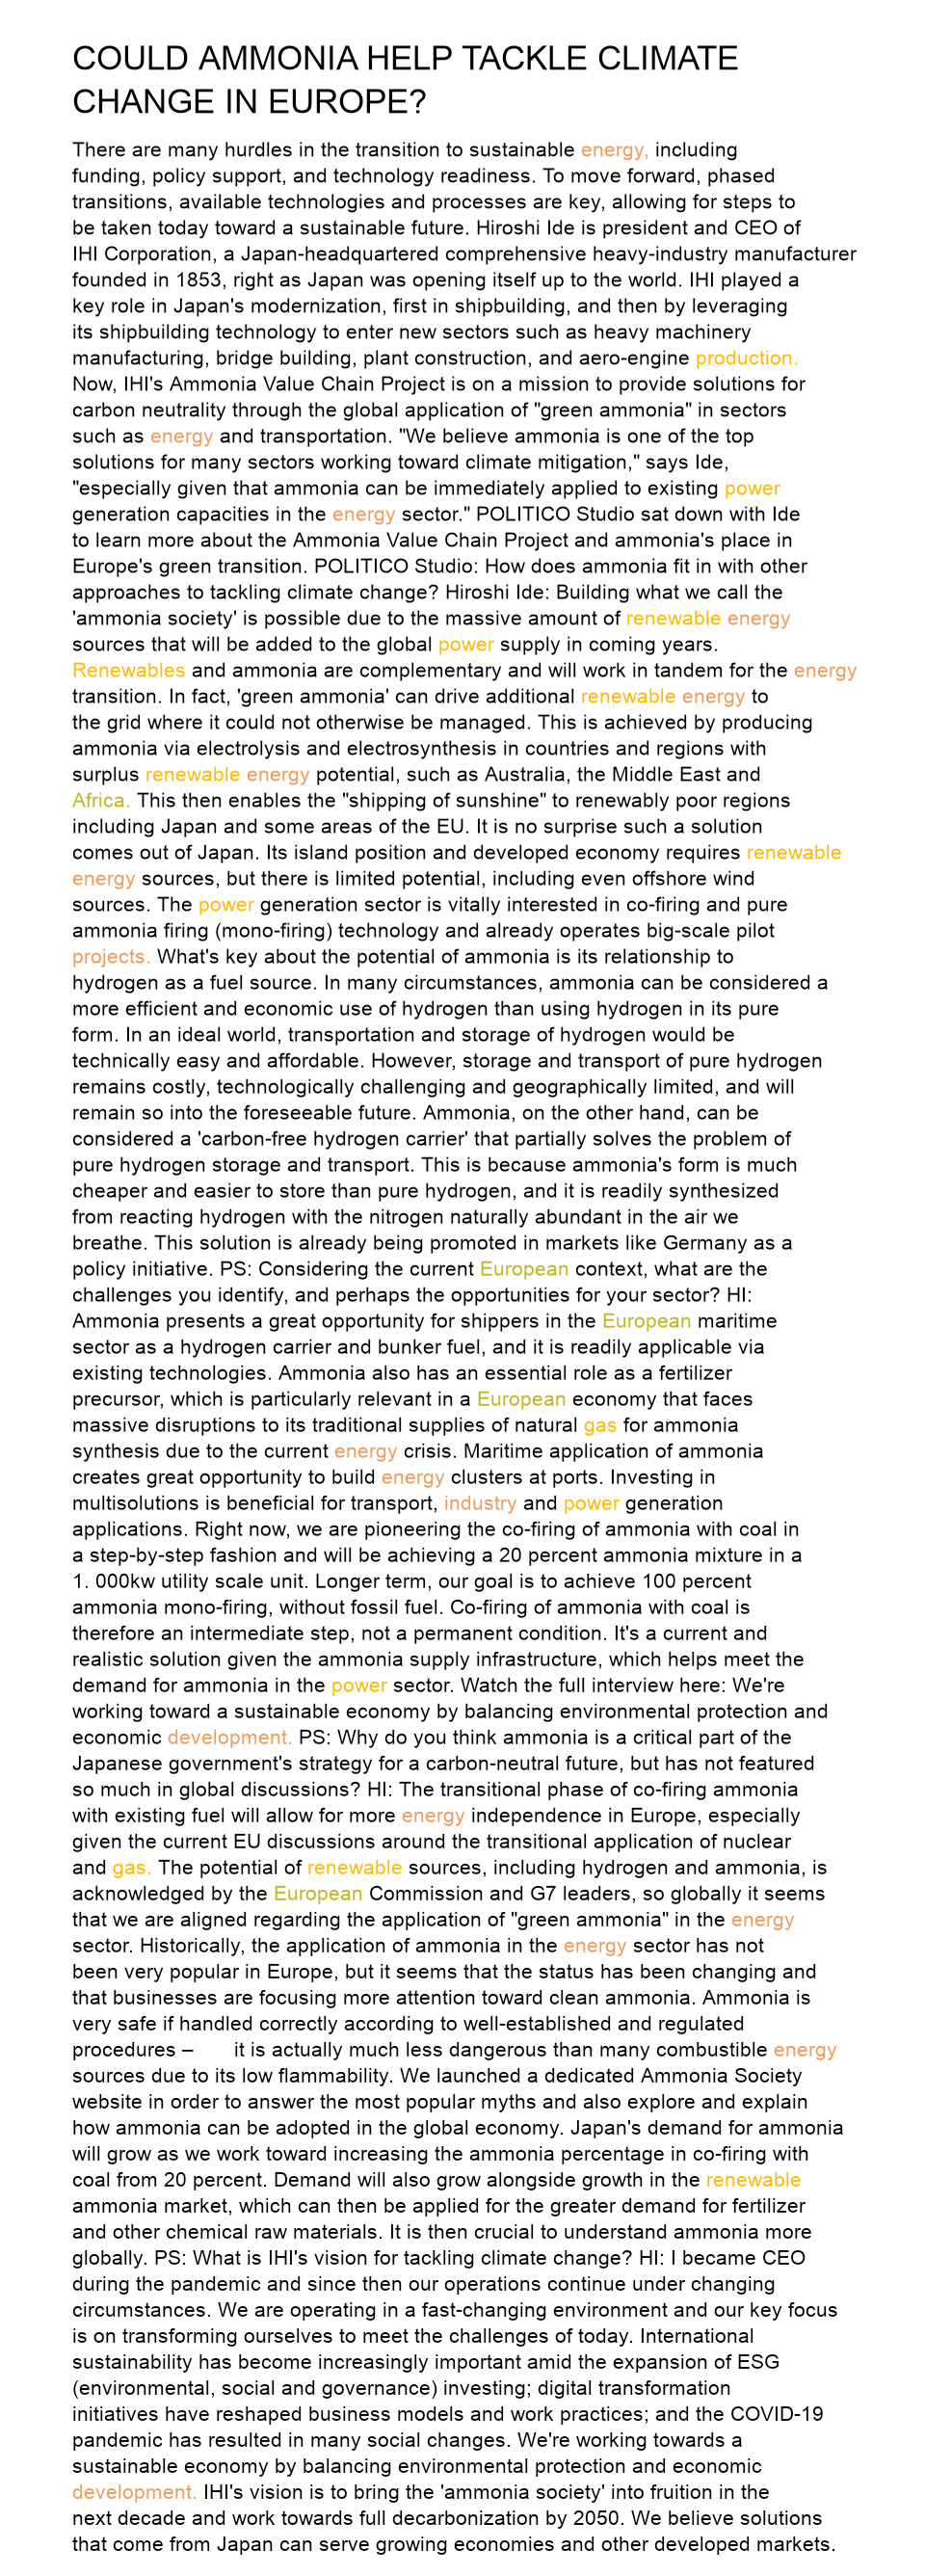 COULD AMMONIA HELP TACKLE CLIMATE
CHANGE IN EUROPE?
There are many hurdles in the transition to sustainable energy, including
funding, policy support, and technology readiness. To move forward, phased
transitions, available technologies and processes are key, allowing for steps to
be taken today toward a sustainable future. Hiroshi Ide is president and CEO of
IHI Corporation, a Japan-headquartered comprehensive heavy-industry manufacturer
founded in 1853, right as Japan was opening itself up to the world. IHI played a
key role in Japan's modernization, first in shipbuilding, and then by leveraging
its shipbuilding technology to enter new sectors such as heavy machinery
manufacturing, bridge building, plant construction, and aero-engine production.
Now, IHI's Ammonia Value Chain Project is on a mission to provide solutions for
carbon neutrality through the global application of "green ammonia" in sectors
such as energy and transportation. "We believe ammonia is one of the top
solutions for many sectors working toward climate mitigation," says Ide,
"especially given that ammonia can be immediately applied to existing power
generation capacities in the energy sector." POLITICO Studio sat down with Ide
to learn more about the Ammonia Value Chain Project and ammonia's place in
Europe's green transition. POLITICO Studio: How does ammonia fit in with other
approaches to tackling climate change? Hiroshi Ide: Building what we call the
'ammonia society' is possible due to the massive amount of renewable energy
sources that will be added to the global power supply in coming years.
Renewables and ammonia are complementary and will work in tandem for the energy
transition. In fact, 'green ammonia' can drive additional renewable energy to
the grid where it could not otherwise be managed. This is achieved by producing
ammonia via electrolysis and electrosynthesis in countries and regions with
surplus renewable energy potential, such as Australia, the Middle East and
Africa. This then enables the "shipping of sunshine" to renewably poor regions
including Japan and some areas of the EU. It is no surprise such a solution
comes out of Japan. Its island position and developed economy requires renewable
energy sources, but there is limited potential, including even offshore wind
sources. The power generation sector is vitally interested in co-firing and pure
ammonia firing (mono-firing) technology and already operates big-scale pilot
projects. What's key about the potential of ammonia is its relationship to
hydrogen as a fuel source. In many circumstances, ammonia can be considered a
more efficient and economic use of hydrogen than using hydrogen in its pure
form. In an ideal world, transportation and storage of hydrogen would be
technically easy and affordable. However, storage and transport of pure hydrogen
remains costly, technologically challenging and geographically limited, and will
remain so into the foreseeable future. Ammonia, on the other hand, can be
considered a 'carbon-free hydrogen carrier' that partially solves the problem of
pure hydrogen storage and transport. This is because ammonia's form is much
cheaper and easier to store than pure hydrogen, and it is readily synthesized
from reacting hydrogen with the nitrogen naturally abundant in the air we
breathe. This solution is already being promoted in markets like Germany as a
policy initiative. PS: Considering the current European context, what are the
challenges you identify, and perhaps the opportunities for your sector? HI:
Ammonia presents a great opportunity for shippers in the European maritime
sector as a hydrogen carrier and bunker fuel, and it is readily applicable via
existing technologies. Ammonia also has an essential role as a fertilizer
precursor, which is particularly relevant in a European economy that faces
massive disruptions to its traditional supplies of natural gas for ammonia
synthesis due to the current energy crisis. Maritime application of ammonia
creates great opportunity to build energy clusters at ports. Investing in
multisolutions is beneficial for transport, industry and power generation
applications. Right now, we are pioneering the co-firing of ammonia with coal in
a step-by-step fashion and will be achieving a 20 percent ammonia mixture in a
1. 000kw utility scale unit. Longer term, our goal is to achieve 100 percent
ammonia mono-firing, without fossil fuel. Co-firing of ammonia with coal is
therefore an intermediate step, not a permanent condition. It's a current and
realistic solution given the ammonia supply infrastructure, which helps meet the
demand for ammonia in the power sector. Watch the full interview here: We're
working toward a sustainable economy by balancing environmental protection and
economic development. PS: Why do you think ammonia is a critical part of the
Japanese government's strategy for a carbon-neutral future, but has not featured
so much in global discussions? HI: The transitional phase of co-firing ammonia
with existing fuel will allow for more energy independence in Europe, especially
given the current EU discussions around the transitional application of nuclear
and gas. The potential of renewable sources, including hydrogen and ammonia, is
acknowledged by the European Commission and G7 leaders, so globally it seems
that we are aligned regarding the application of "green ammonia" in the energy
sector. Historically, the application of ammonia in the energy sector has not
been very popular in Europe, but it seems that the status has been changing and
that businesses are focusing more attention toward clean ammonia. Ammonia is
very safe if handled correctly according to well-established and regulated
procedures – it is actually much less dangerous than many combustible energy
sources due to its low flammability. We launched a dedicated Ammonia Society
website in order to answer the most popular myths and also explore and explain
how ammonia can be adopted in the global economy. Japan's demand for ammonia
will grow as we work toward increasing the ammonia percentage in co-firing with
coal from 20 percent. Demand will also grow alongside growth in the renewable
ammonia market, which can then be applied for the greater demand for fertilizer
and other chemical raw materials. It is then crucial to understand ammonia more
globally. PS: What is IHI's vision for tackling climate change? HI: I became CEO
during the pandemic and since then our operations continue under changing
circumstances. We are operating in a fast-changing environment and our key focus
is on transforming ourselves to meet the challenges of today. International
sustainability has become increasingly important amid the expansion of ESG
(environmental, social and governance) investing; digital transformation
initiatives have reshaped business models and work practices; and the COVID-19
pandemic has resulted in many social changes. We're working towards a
sustainable economy by balancing environmental protection and economic
development. IHI's vision is to bring the 'ammonia society' into fruition in the
next decade and work towards full decarbonization by 2050. We believe solutions
that come from Japan can serve growing economies and other developed markets.